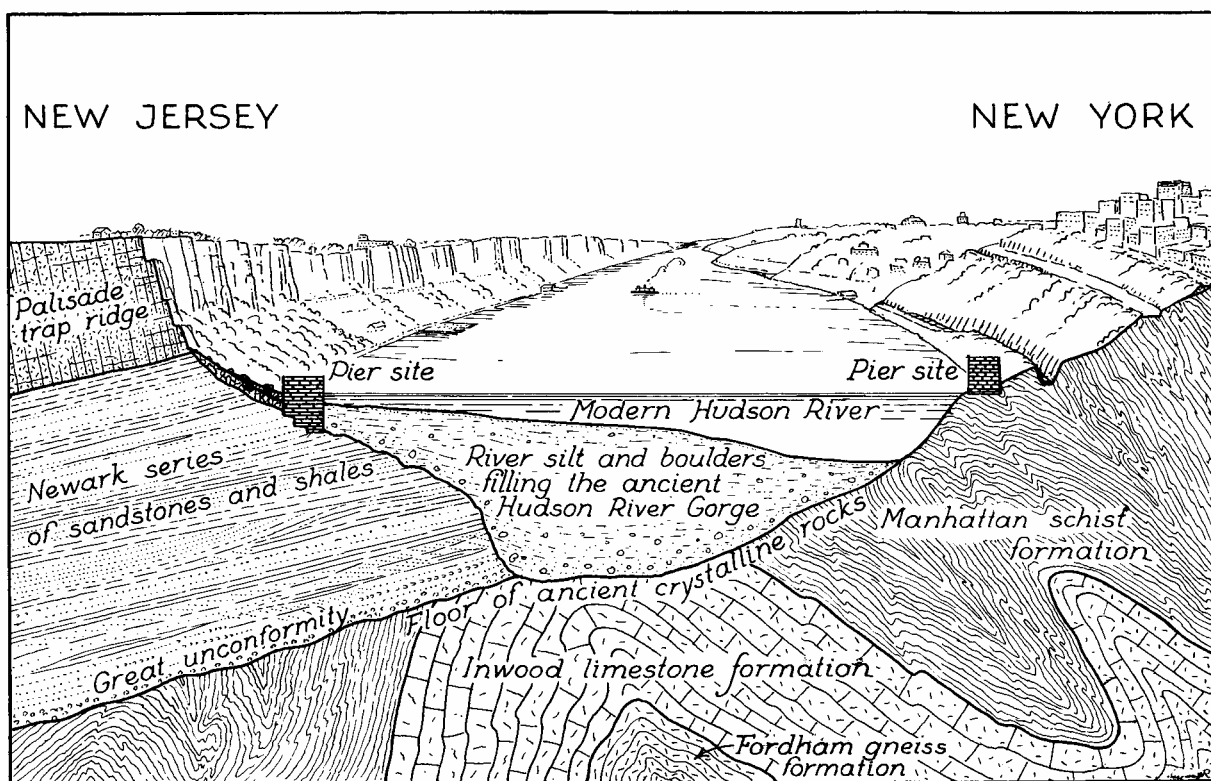 NEW JERSEY
NEW YORK
Palisade
trap ridge
Pier site
Pier site
Modern Hudson River
Newark series
of sandstones and shales
River silt and boulders
filling the ancient
Hudson River Gorge
Manhattan schist
formation
Great unconformity
Floor of ancient crystalline rocks
Inwood limestone formation
Fordham gneiss
formation